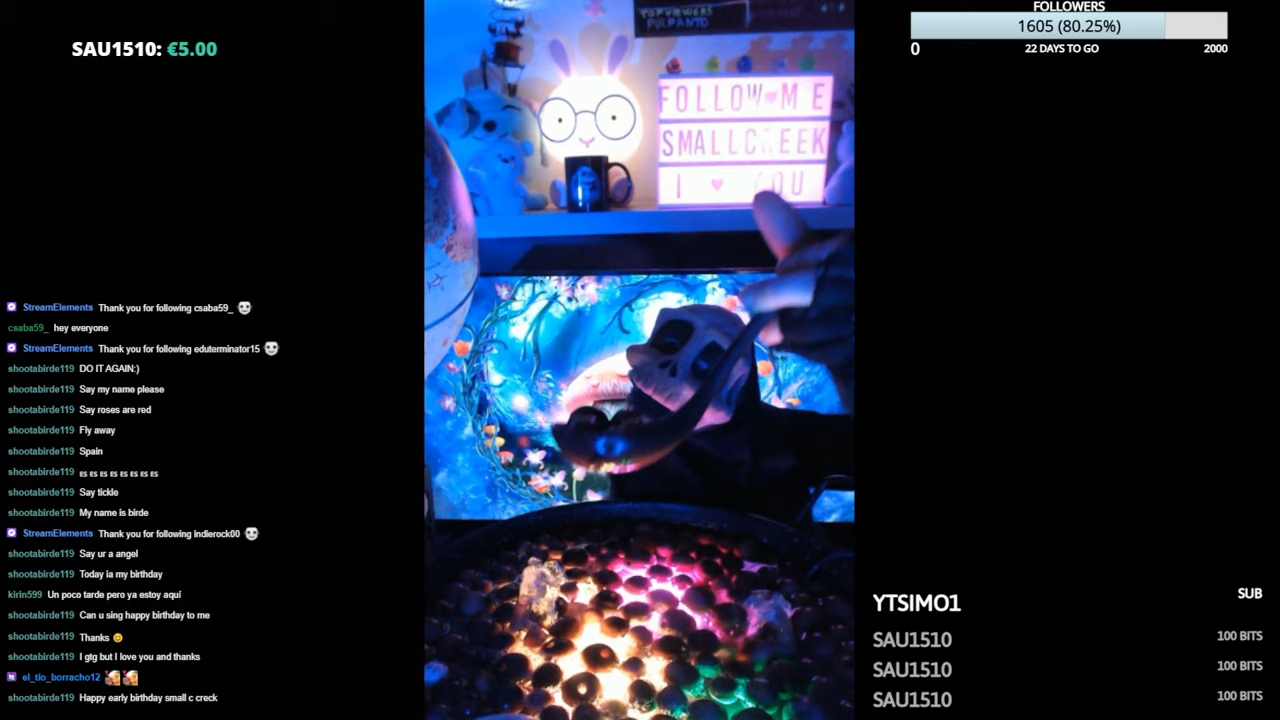 SAU1510: €5.00
TOPVIEWERS
PULPANTO
FOLLOW ME
SMALLCREEK
I ♥ YOU
FOLLOWERS
1605 (80.25%)
0 22 DAYS TO GO 2000
StreamElements Thank you for following csaba59_
csaba59_ hey everyone
StreamElements Thank you for following eduterminator15
shootabirde119 DO IT AGAIN:)
shootabirde119 Say my name please
shootabirde119 Say roses are red
shootabirde119 Fly away
shootabirde119 Spain
shootabirde119 ES ES ES ES ES ES ES ES
shootabirde119 Say tickle
shootabirde119 My name is birde
StreamElements Thank you for following indierock00
shootabirde119 Say ur a angel
shootabirde119 Today ia my birthday
kirin599 Un poco tarde pero ya estoy aquí
shootabirde119 Can u sing happy birthday to me
shootabirde119 Thanks 😊
shootabirde119 I gtg but I love you and thanks
el_tio_borracho12
shootabirde119 Happy early birthday small c creck
YTSIMO1 SUB
SAU1510 100 BITS
SAU1510 100 BITS
SAU1510 100 BITS